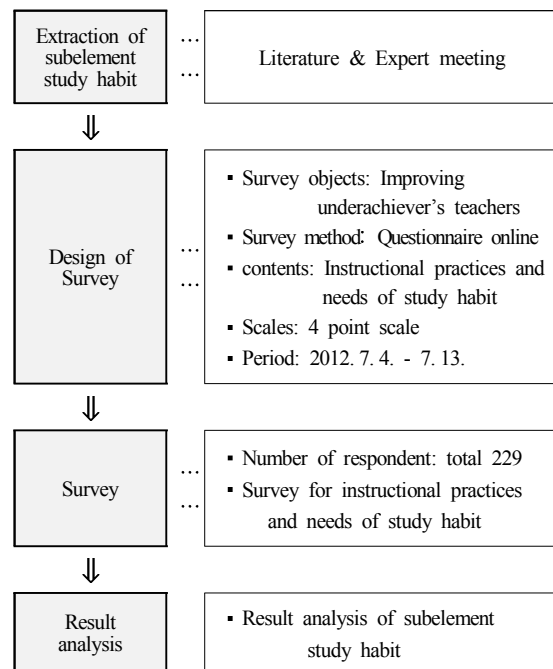 Extraction of
subelement
study habit
...
...
Literature & Expert meeting
⇓
Design of
Survey
...
...
▪ Survey objects: Improving
underachiever's teachers
▪ Survey method: Questionnaire online
▪ contents: Instructional practices and
needs of study habit
▪ Scales: 4 point scale
▪ Period: 2012. 7. 4. - 7. 13.
⇓
Survey
...
...
▪ Number of respondent: total 229
▪ Survey for instructional practices
and needs of study habit
⇓
Result
analysis
...
▪ Result analysis of subelement
study habit